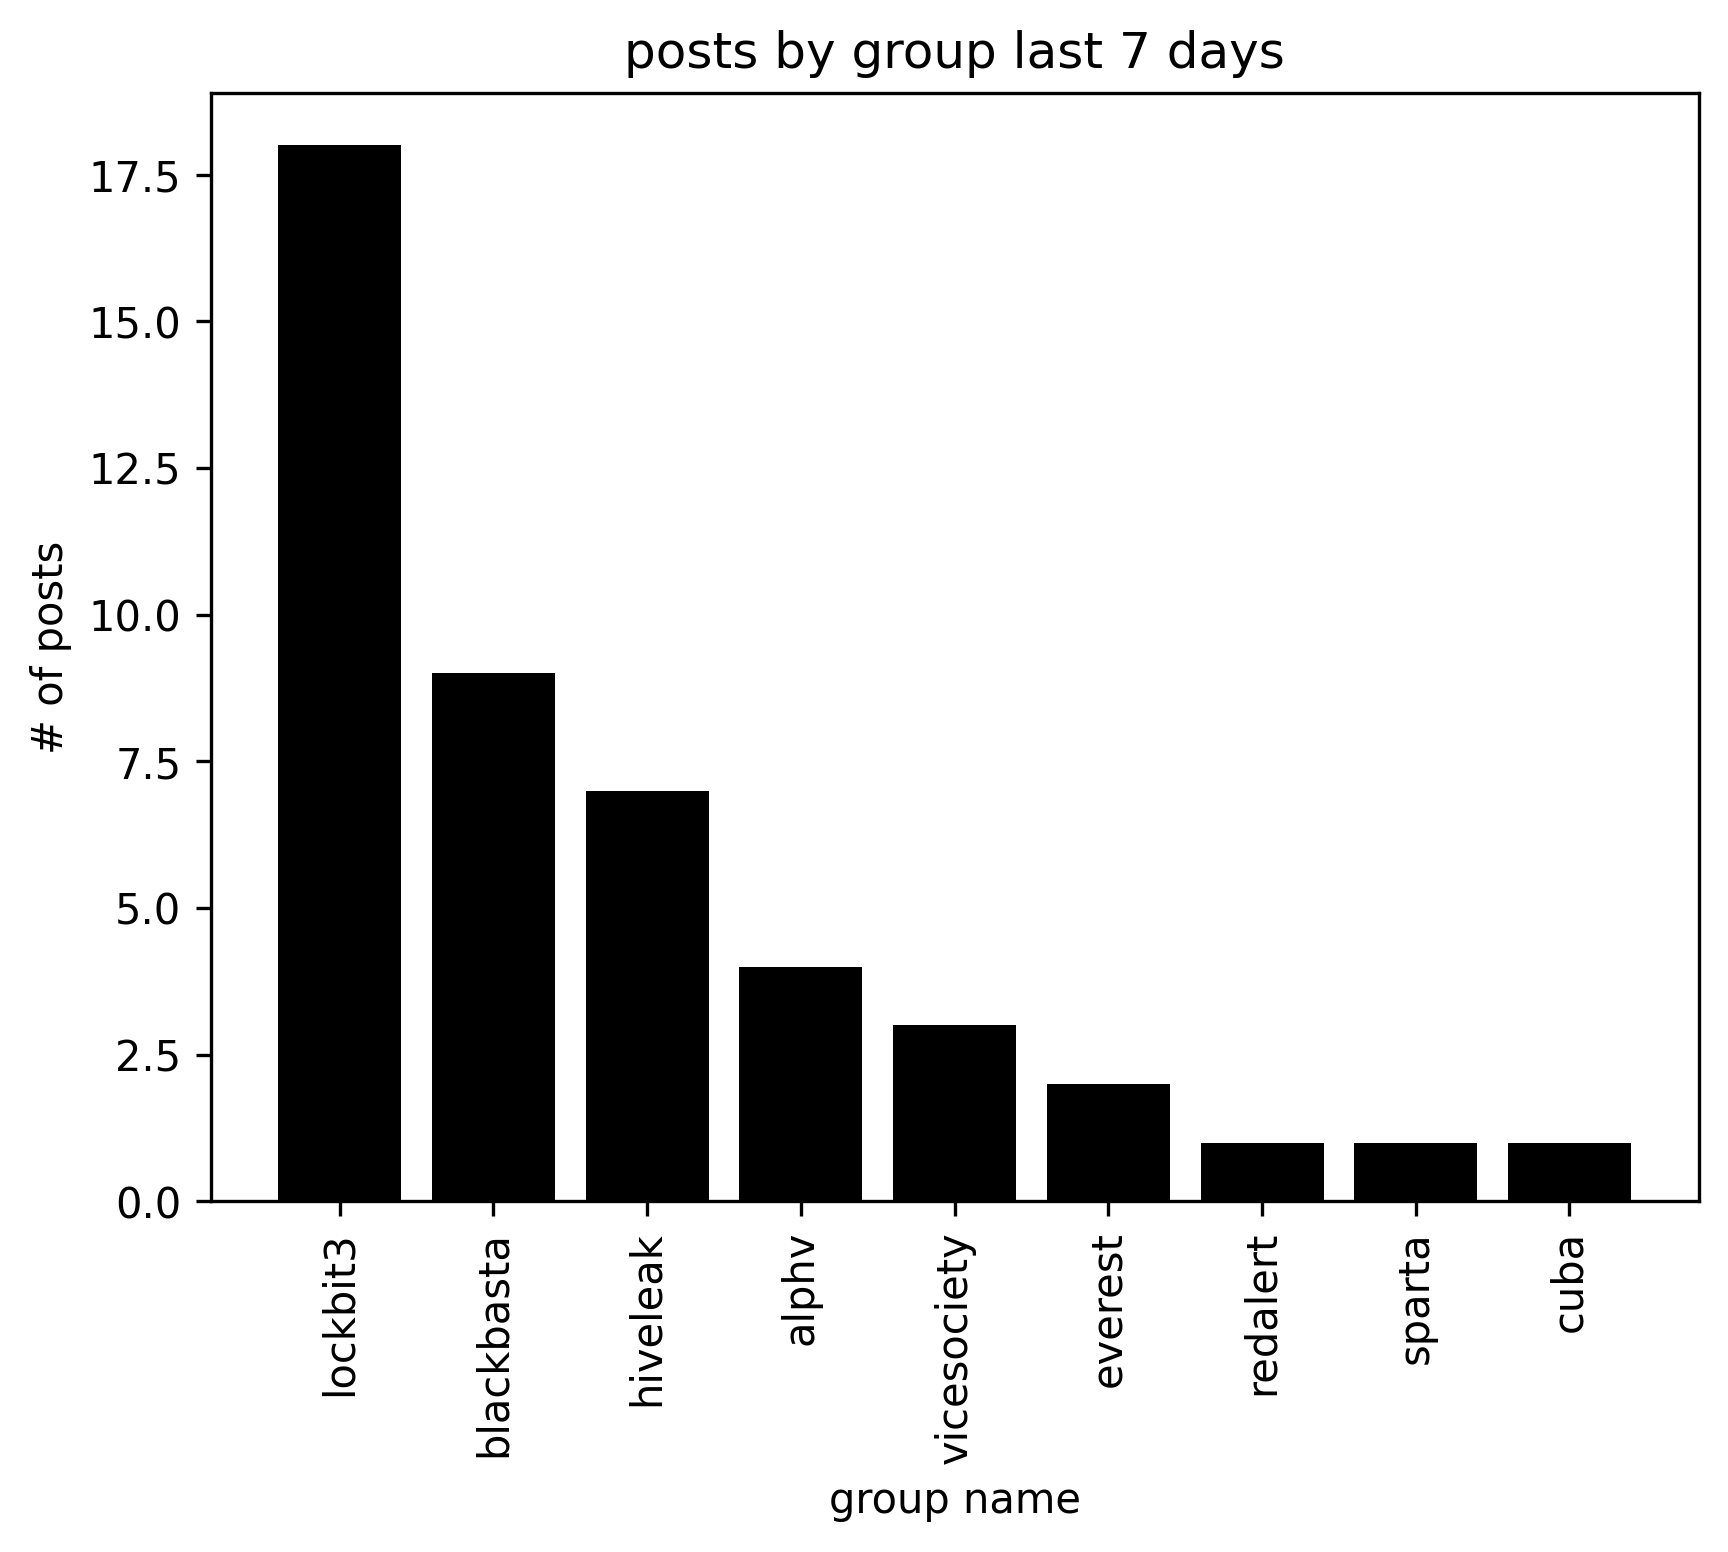 posts by group last 7 days
# of posts
17.5
15.0
12.5
10.0
7.5
5.0
2.5
0.0
lockbit3
blackbasta
hiveleak
alphv
vicesociety
everest
redalert
sparta
cuba
group name